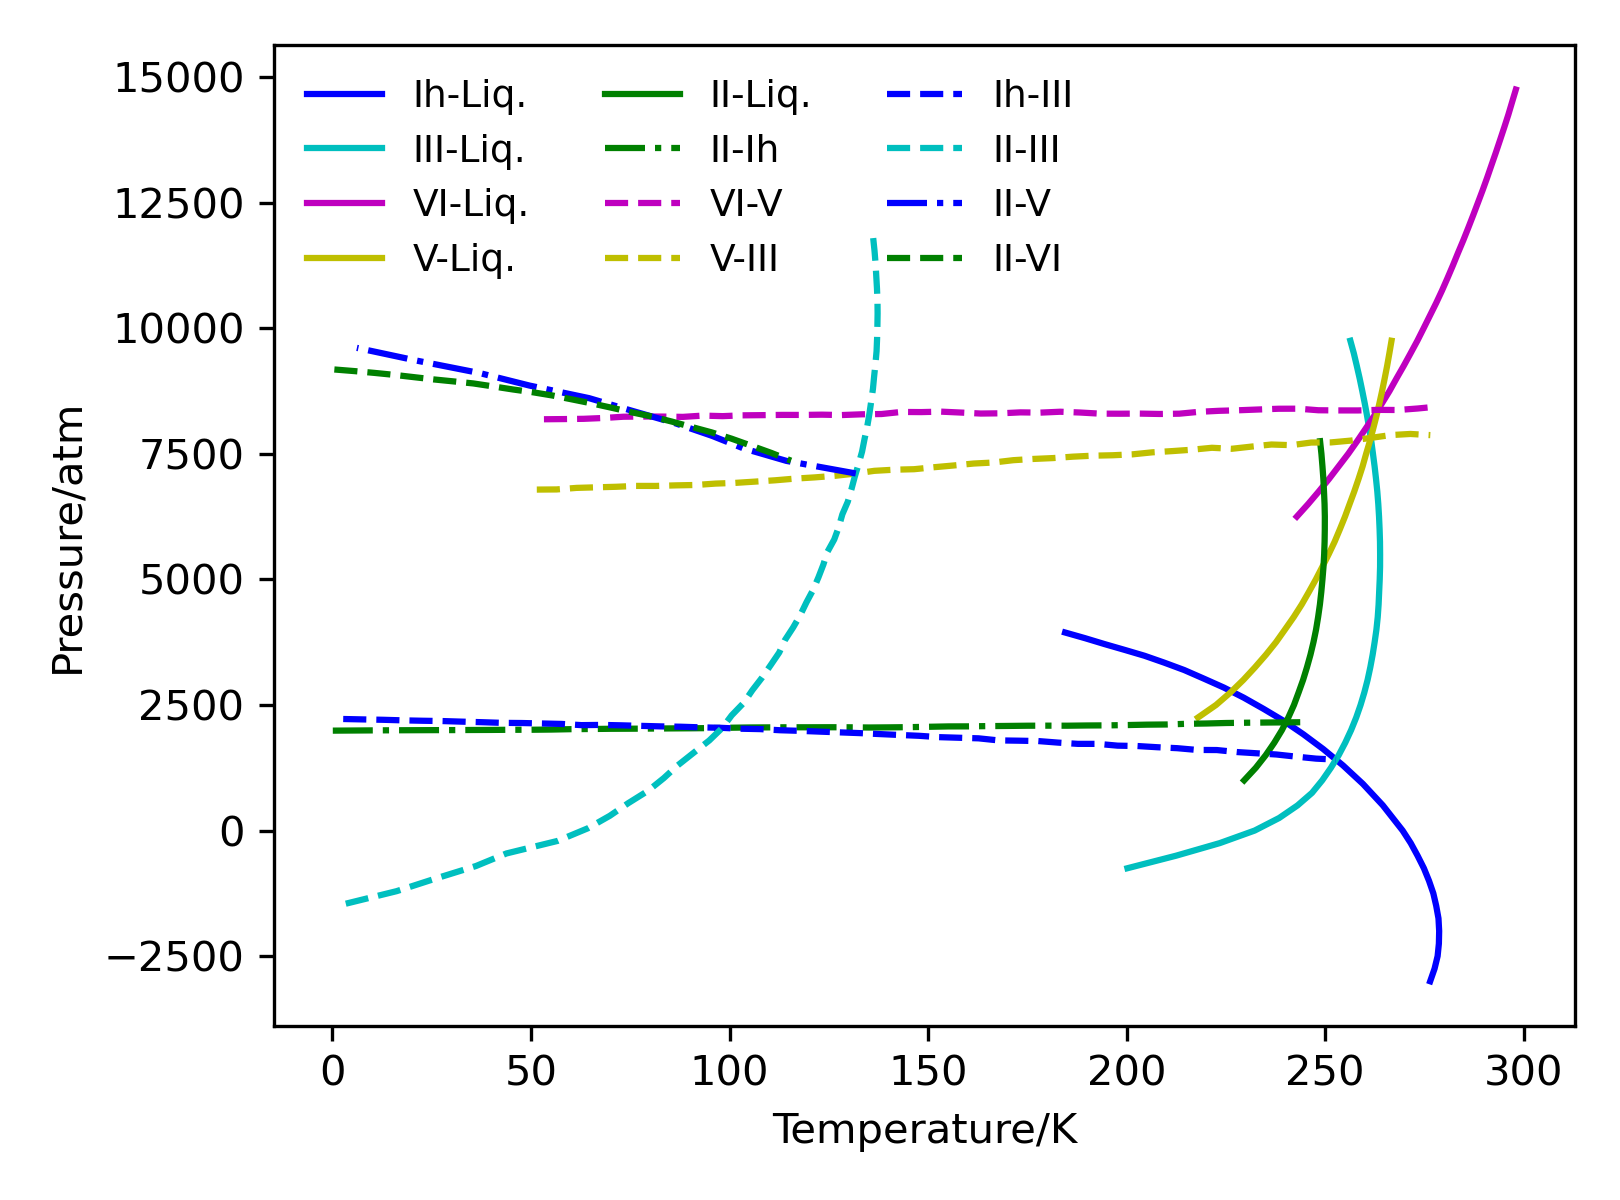 15000
12500
10000
7500
5000
2500
0
−2500
Pressure/atm
Ih-Liq.
III-Liq.
VI-Liq.
V-Liq.
II-Liq.
II-Ih
VI-V
V-III
Ih-III
II-III
II-V
II-VI
0 50 100 150 200 250 300
Temperature/K